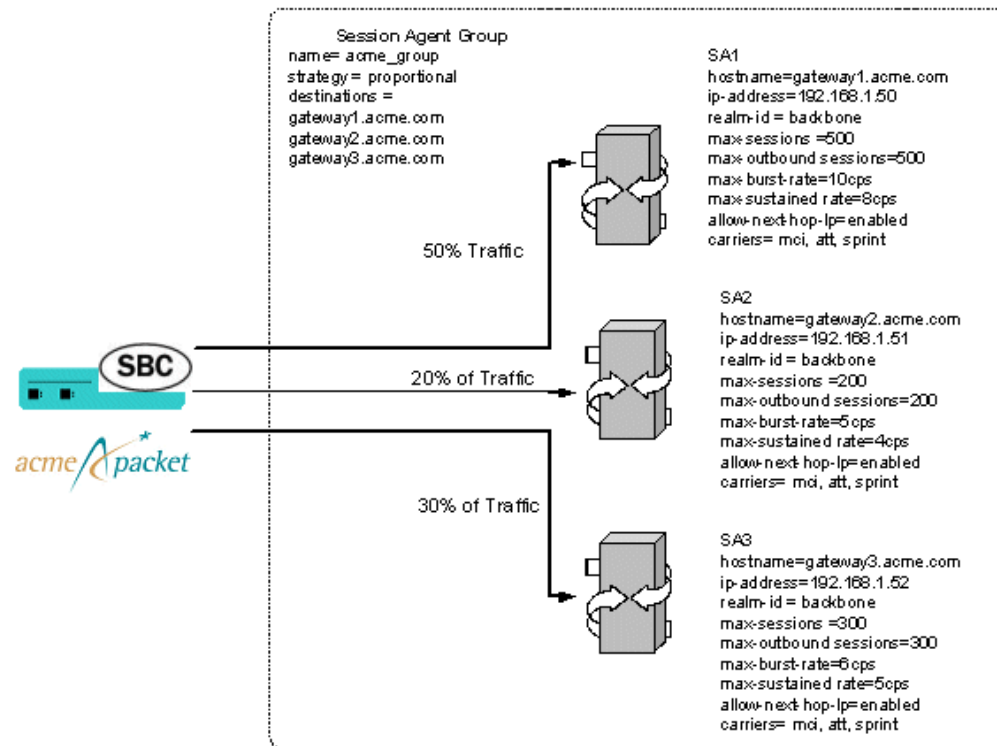 Session Agent Group
name= acme_group
strategy = proportional
destinations =
gateway1.acme.com
gateway2.acme.com
gateway3.acme.com
SA1
hostname=gateway1.acme.com
ip-address=192.168.1.50
realm-id = backbone
max-sessions =500
max-outbound sessions=500
max-burst-rate=10cps
max-sustained rate=8cps
allow-next-hop-lp=enabled
carriers= mci, att, sprint
50% Traffic
SBC
acme packet
20% of Traffic
SA2
hostname=gateway2.acme.com
ip-address=192.168.1.51
realm-id = backbone
max-sessions =200
max-outbound sessions=200
max-burst-rate=5cps
max-sustained rate=4cps
allow-next-hop-lp=enabled
carriers= mci, att, sprint
30% of Traffic
SA3
hostname=gateway3.acme.com
ip-address=192.168.1.52
realm-id = backbone
max-sessions =300
max-outbound sessions=300
max-burst-rate=6cps
max-sustained rate=5cps
allow-next-hop-lp=enabled
carriers= mci, att, sprint